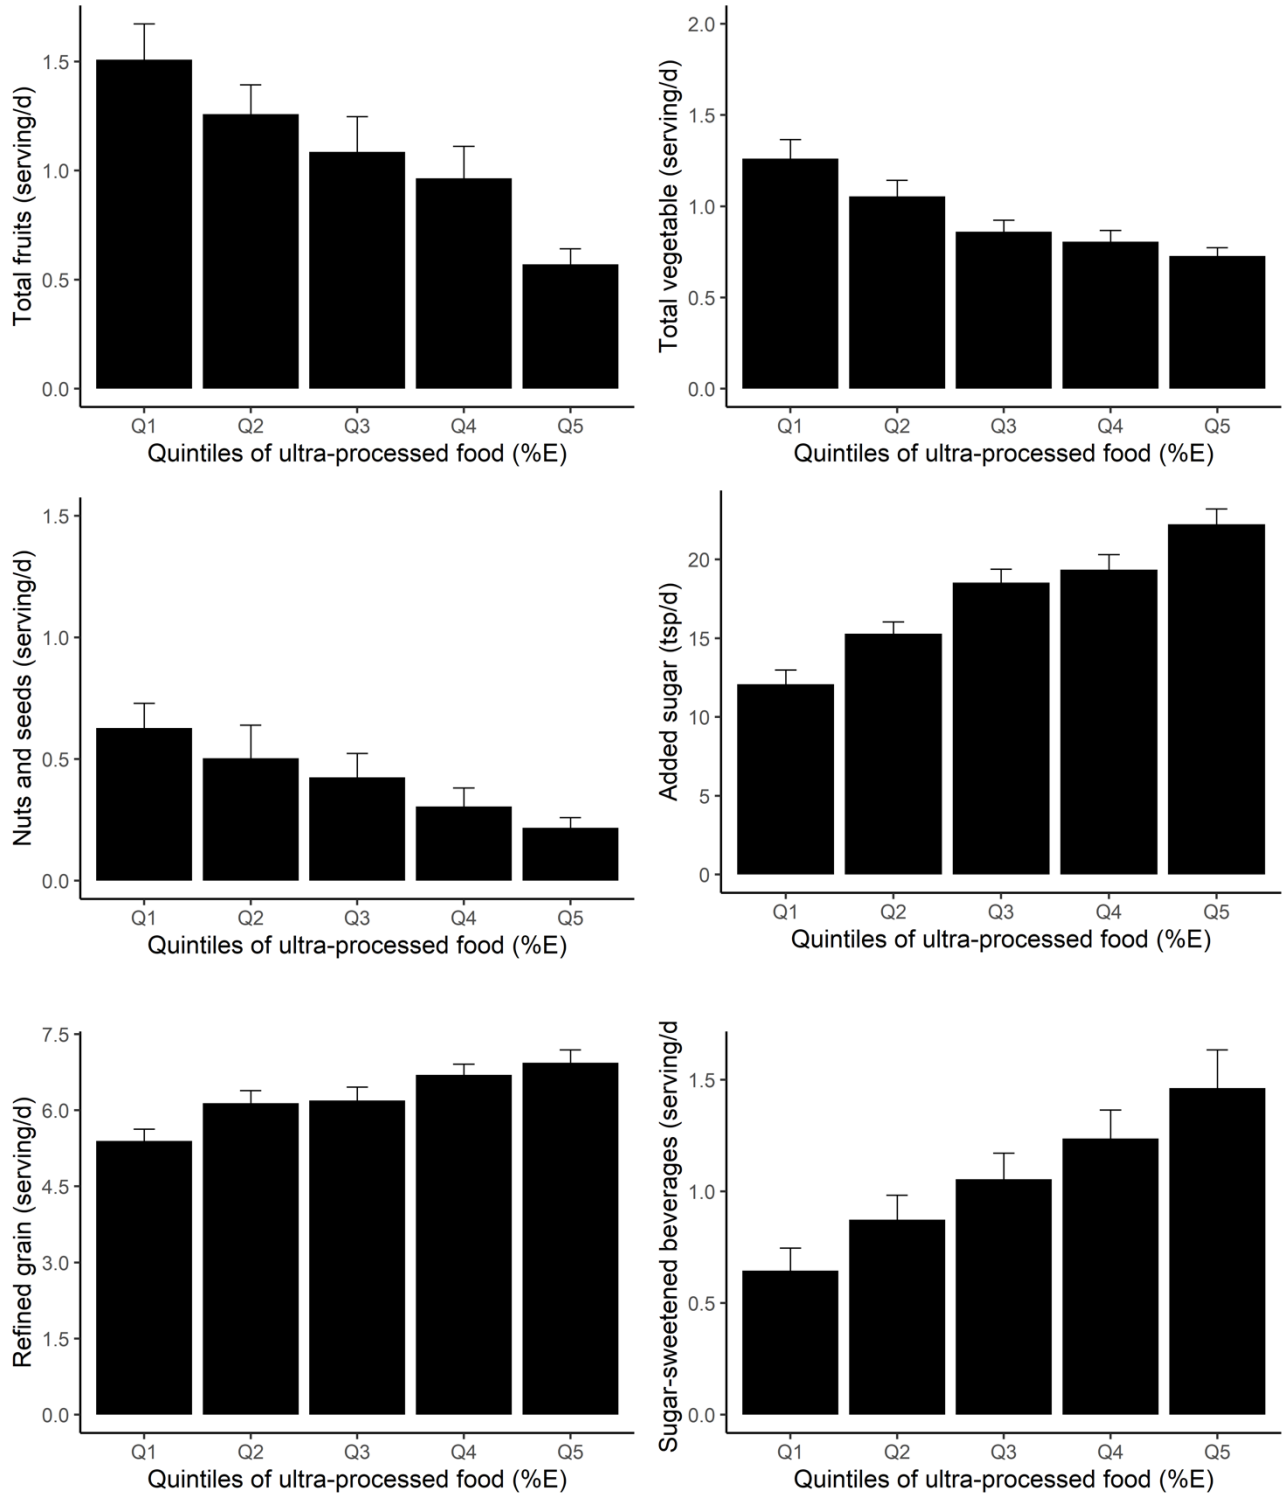 Total fruits (serving/d)
1.5
1.0
0.5
0.0
Q1 Q2 Q3 Q4 Q5
Quintiles of ultra-processed food (%E)
Total vegetable (serving/d)
2.0
1.5
1.0
0.5
0.0
Q1 Q2 Q3 Q4 Q5
Quintiles of ultra-processed food (%E)
Nuts and seeds (serving/d)
1.5
1.0
0.5
0.0
Q1 Q2 Q3 Q4 Q5
Quintiles of ultra-processed food (%E)
Added sugar (tsp/d)
20
15
10
5
0
Q1 Q2 Q3 Q4 Q5
Quintiles of ultra-processed food (%E)
Refined grain (serving/d)
7.5
6.0
4.5
3.0
1.5
0.0
Q1 Q2 Q3 Q4 Q5
Quintiles of ultra-processed food (%E)
Sugar-sweetened beverages (serving/d
1.5
1.0
0.5
0.0
Q1 Q2 Q3 Q4 Q5
Quintiles of ultra-processed food (%E)